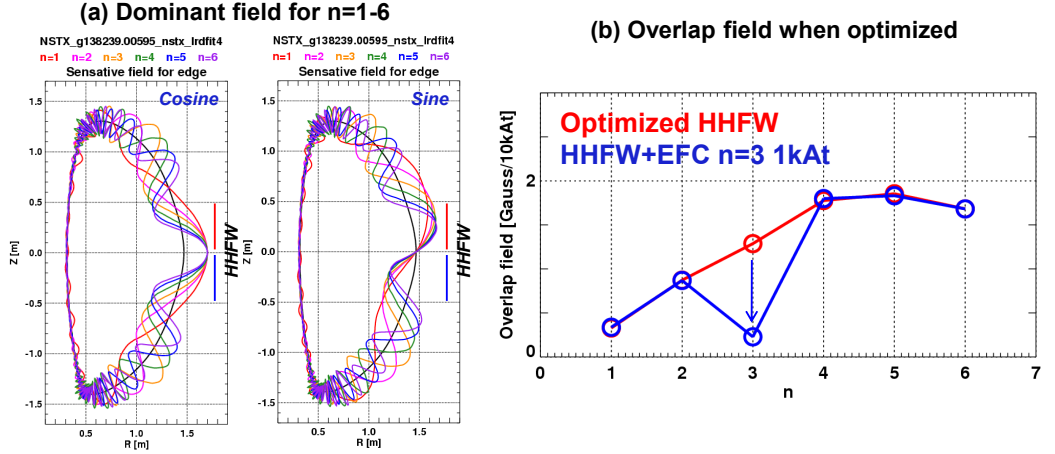 (a) Dominant field for n=1-6
NSTX_g138239.00595_nstx_lrdfit4
n=1 n=2 n=3 n=4 n=5 n=6
Sensative field for edge
Cosine
1.5
1.0
0.5
0.0
-0.5
-1.0
-1.5
Z [m]
0.5 1.0 1.5
R [m]
HHFW
NSTX_g138239.00595_nstx_lrdfit4
n=1 n=2 n=3 n=4 n=5 n=6
Sensative field for edge
Sine
1.5
1.0
0.5
0.0
-0.5
-1.0
-1.5
Z [m]
0.5 1.0 1.5
R [m]
HHFW
(b) Overlap field when optimized
Optimized HHFW
HHFW+EFC n=3 1kAt
Overlap field [Gauss/10kAt]
2
0
0 1 2 3 4 5 6 7
n